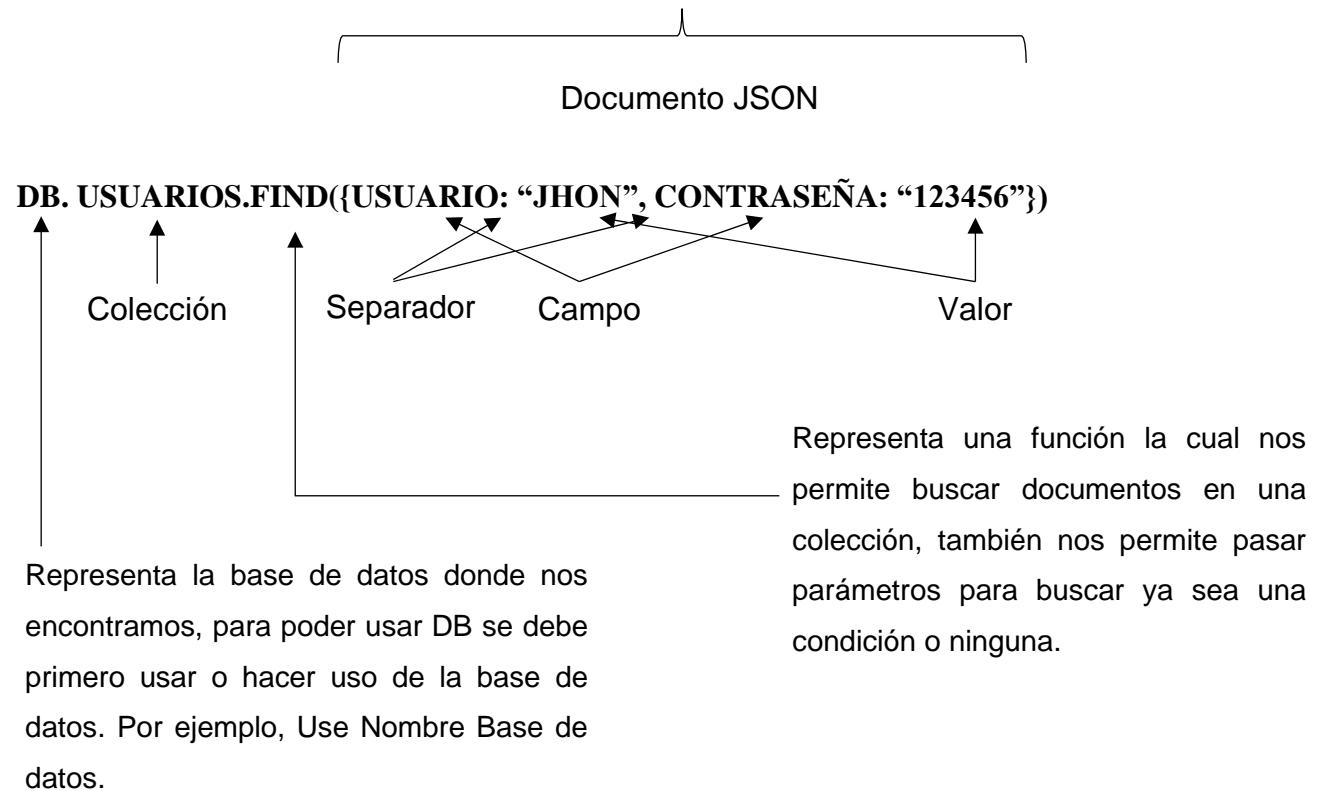 Documento JSON
DB. USUARIOS.FIND({USUARIO: “JHON”, CONTRASEÑA: “123456”})
Colección Separador Campo Valor
Representa una función la cual nos
permite buscar documentos en una
colección, también nos permite pasar
parámetros para buscar ya sea una
condición o ninguna.
Representa la base de datos donde nos
encontramos, para poder usar DB se debe
primero usar o hacer uso de la base de
datos. Por ejemplo, Use Nombre Base de
datos.